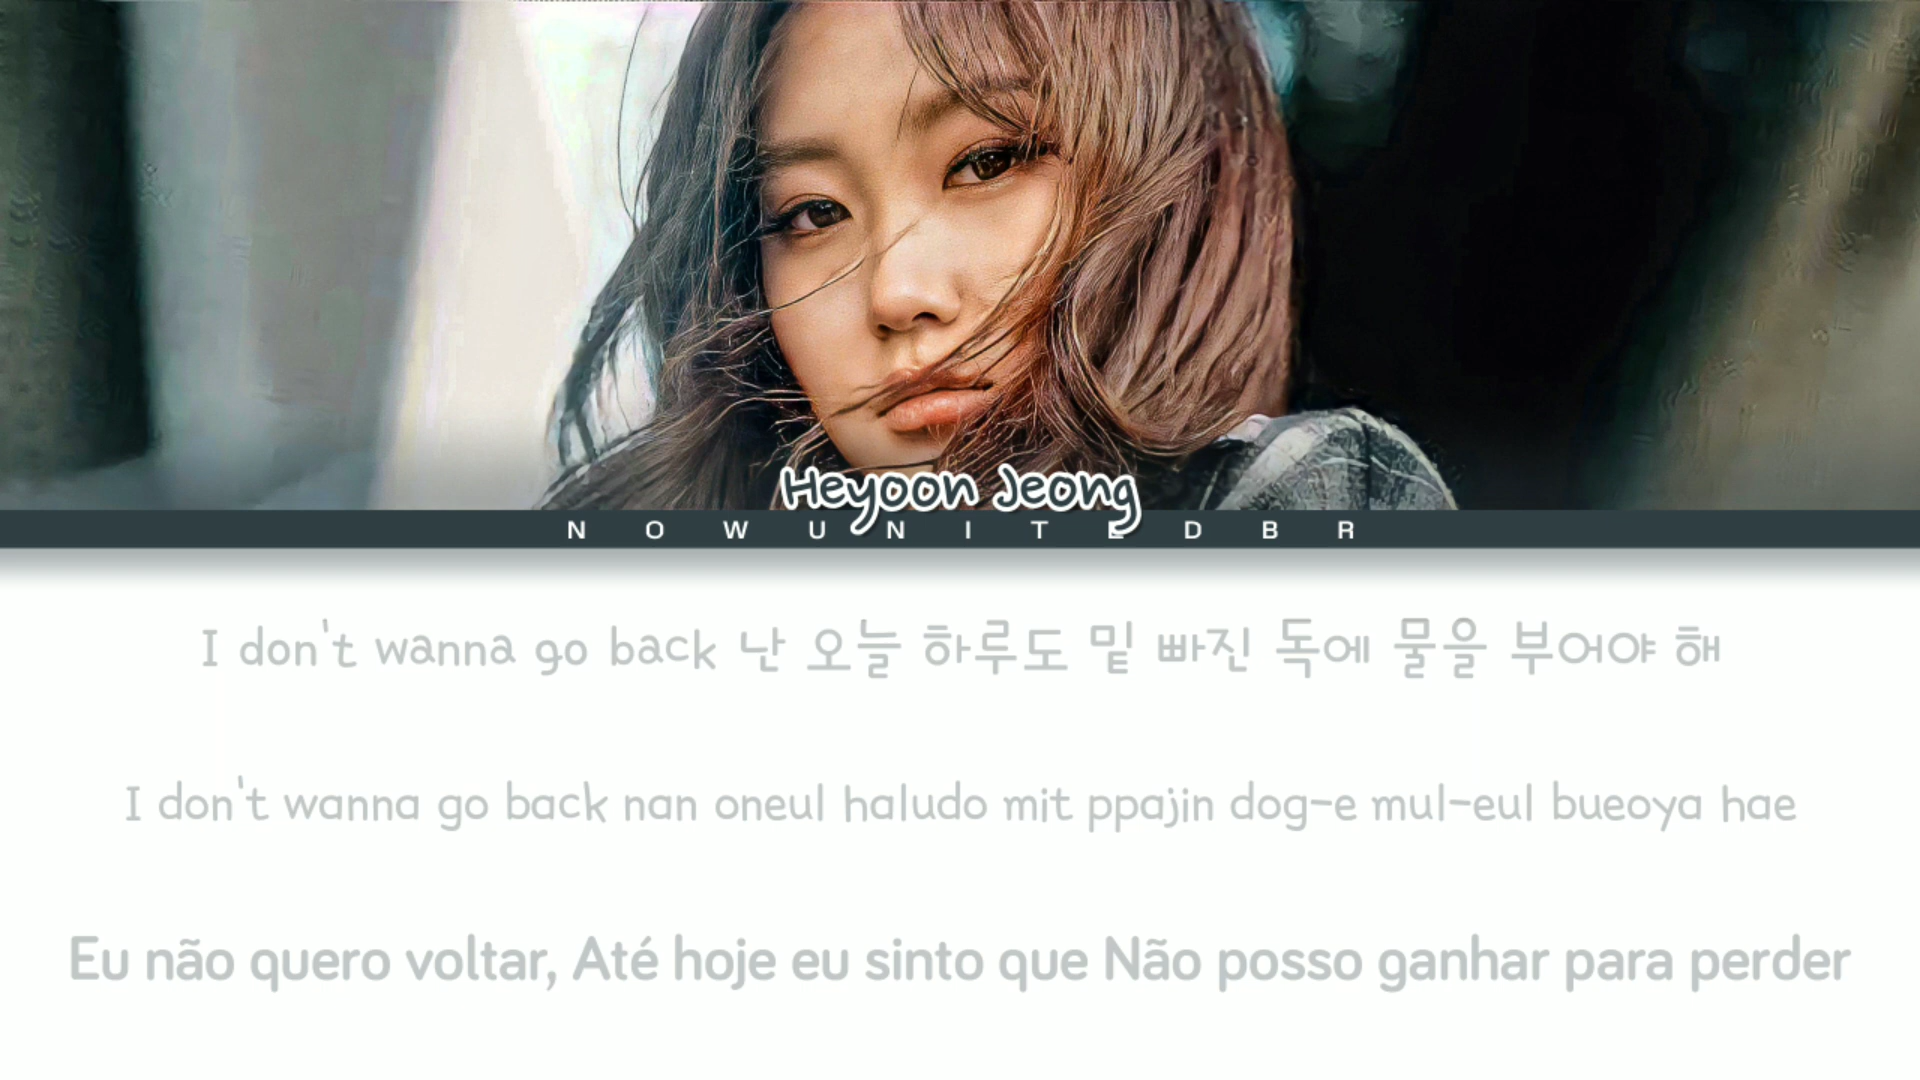 Heyoon Jeong
NOWUNITEDBR
I don't wanna go back 난 오늘 하루도 밑 빠진 독에 물을 부어야 해
I don't wanna go back nan oneul haludo mit ppajin dog-e mul-eul bueoya hae
Eu não quero voltar, Até hoje eu sinto que Não posso ganhar para perder